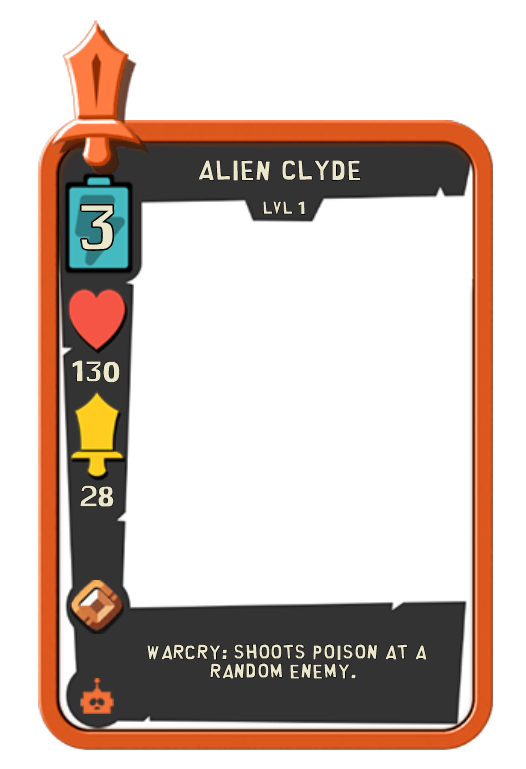 ALIEN CLYDE
LVL 1
3
130
28
WARCRY: SHOOTS POISON AT A
RANDOM ENEMY.